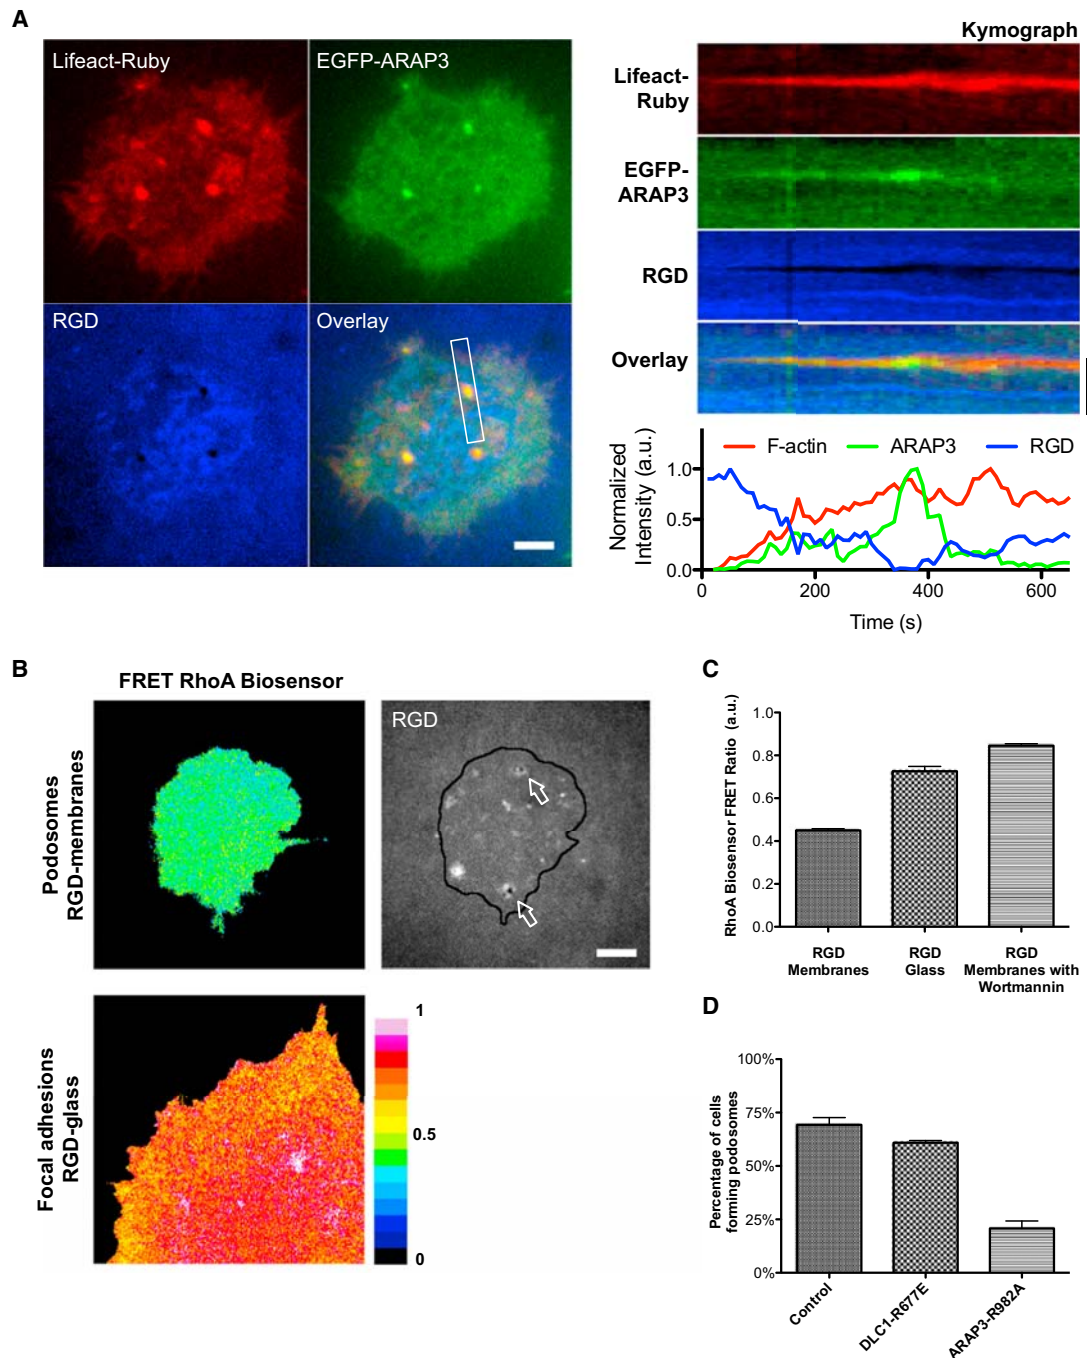 A
Lifeact-Ruby
EGFP-ARAP3
RGD
Overlay
Kymograph
Lifeact-
Ruby
EGFP-
ARAP3
RGD
Overlay
F-actin
ARAP3
RGD
Normalized
Intensity (a.u.)
1.0
0.5
0.0
0
200
400
600
Time (s)
B
FRET RhoA Biosensor
Podosomes
RGD-membranes
RGD
Focal adhesions
RGD-glass
1
0.5
0
C
RhoA Biosensor FRET Ratio (a.u.)
1.0
0.8
0.6
0.4
0.2
0.0
RGD
Membranes
RGD
Glass
RGD
Membranes with
Wortmannin
D
Percentage of cells
forming podosomes
100%
75%
50%
25%
0%
Control
DLC1-R677E
ARAP3-R982A